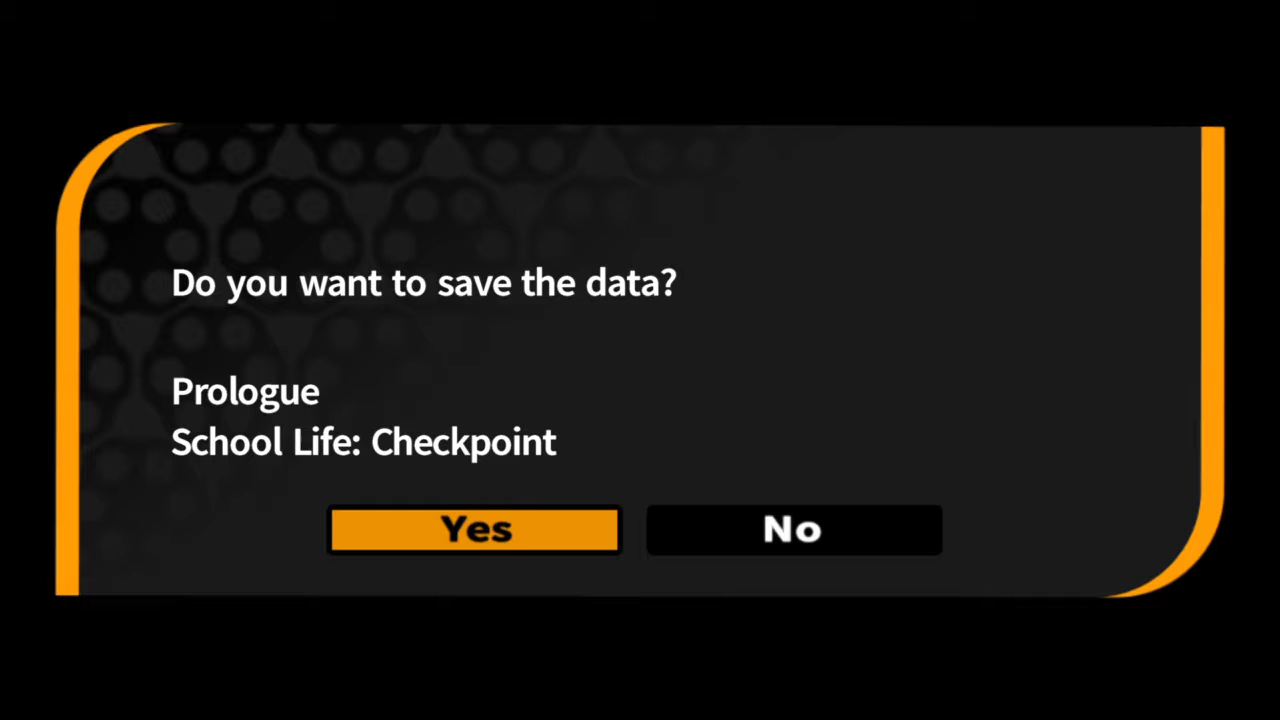 Do you want to save the data?
Prologue
School Life: Checkpoint
Yes No